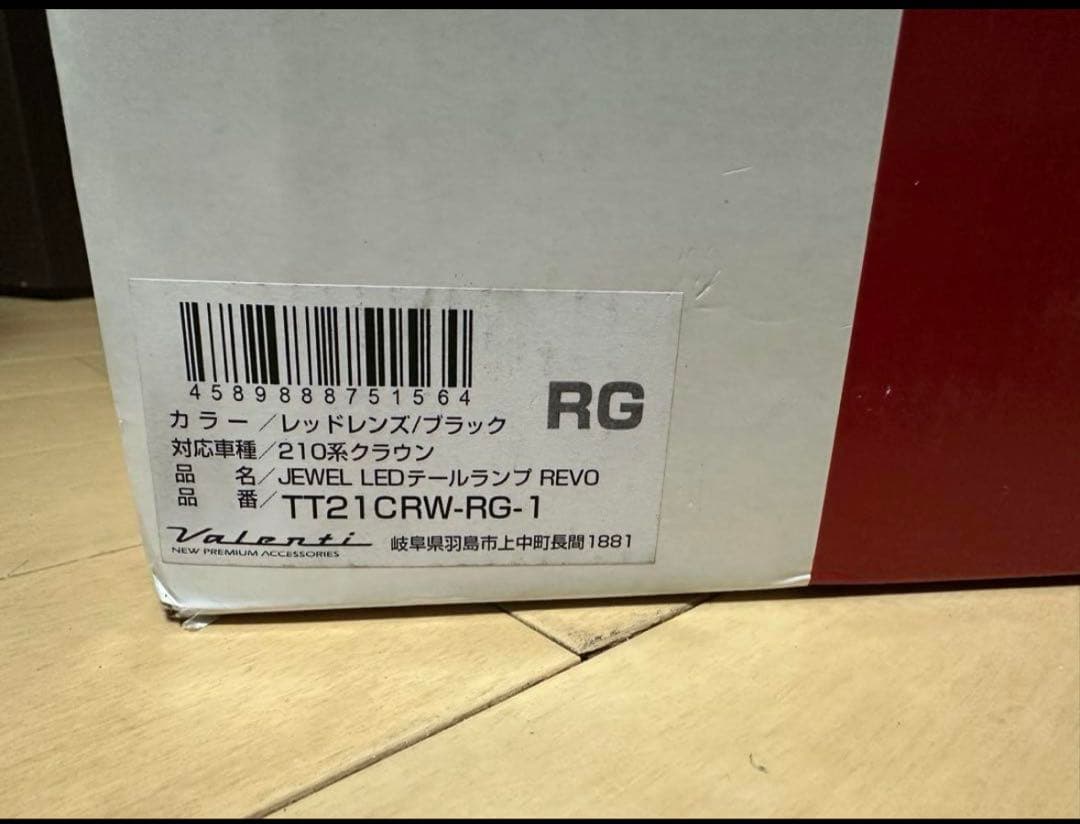 4589888751564
RG
カラー／レッドレンズ/ブラック
対応車種／210系クラウン
品　名／JEWEL LEDテールランプ REVO
品　番／TT21CRW-RG-1
Valenti
NEW PREMIUM ACCESSORIES
岐阜県羽島市上中町長間1881